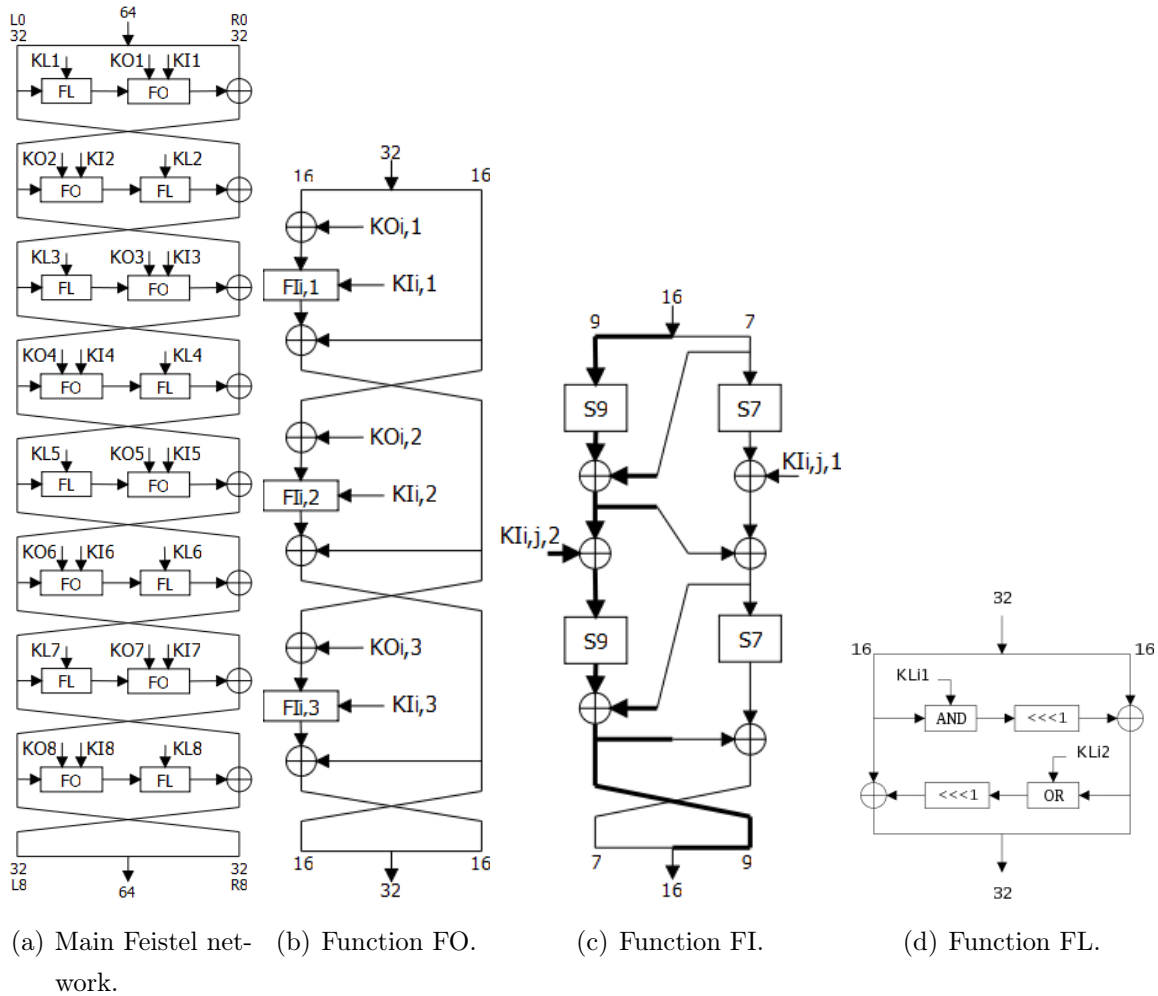 L0 64 R0
32 32
KL1 KO1 KI1
FL FO
KO2 KI2 KL2
FO FL
KL3 KO3 KI3
FL FO
KO4 KI4 KL4
FO FL
KL5 KO5 KI5
FL FO
KO6 KI6 KL6
FO FL
KL7 KO7 KI7
FL FO
KO8 KI8 KL8
FO FL
32 32
L8 64 R8
32
16 16
KOi,1
FIi,1 KIi,1
KOi,2
FIi,2 KIi,2
KOi,3
FIi,3 KIi,3
16 16
32
16
9 7
S9 S7
KIi,j,1
KIi,j,2
S9 S7
7 9
16
32
16 16
KLi1
AND <<<1
KLi2
<<<1 OR
32
(a) Main Feistel net-
work.
(b) Function FO.
(c) Function FI.
(d) Function FL.